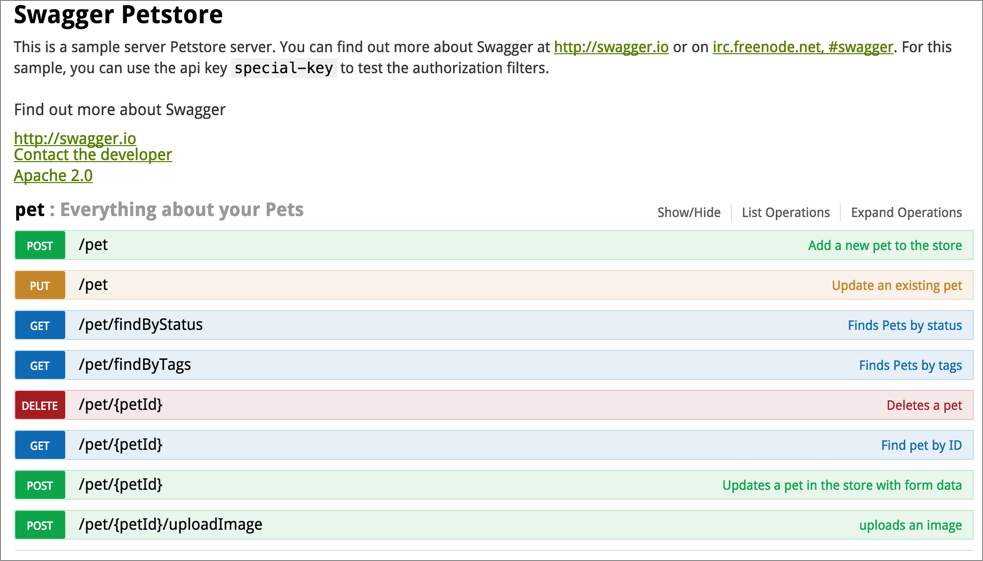 Swagger Petstore
This is a sample server Petstore server. You can find out more about Swagger at http://swagger.io or on irc.freenode.net, #swagger. For this
sample, you can use the api key special-key to test the authorization filters.
Find out more about Swagger
http://swagger.io
Contact the developer
Apache 2.0
pet : Everything about your Pets Show/Hide List Operations Expand Operations
POST /pet Add a new pet to the store
PUT /pet Update an existing pet
GET /pet/findByStatus Finds Pets by status
GET /pet/findByTags Finds Pets by tags
DELETE /pet/{petId} Deletes a pet
GET /pet/{petId} Find pet by ID
POST /pet/{petId} Updates a pet in the store with form data
POST /pet/{petId}/uploadImage uploads an image